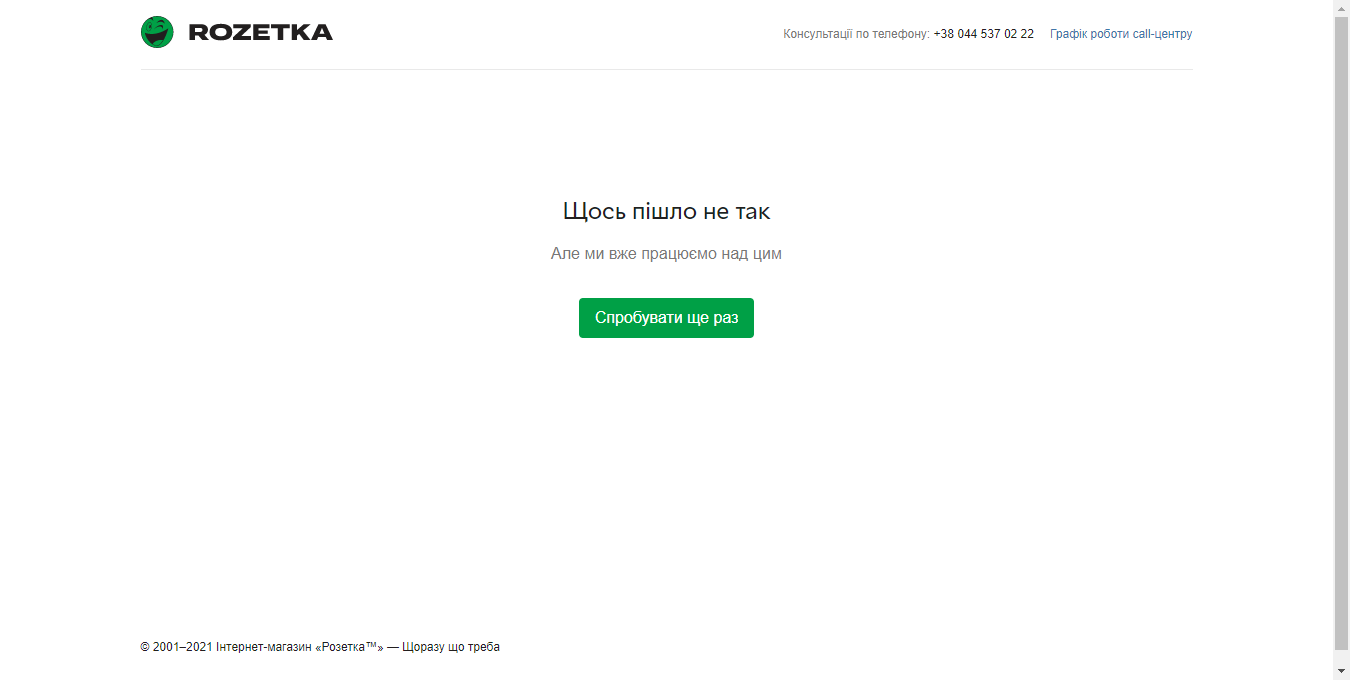 ROZETKA
Консультації по телефону: +38 044 537 02 22 Графік роботи call-центру
Щось пішло не так
Але ми вже працюємо над цим
Спробувати ще раз
© 2001–2021 Інтернет-магазин «Розетка™» — Щоразу що треба